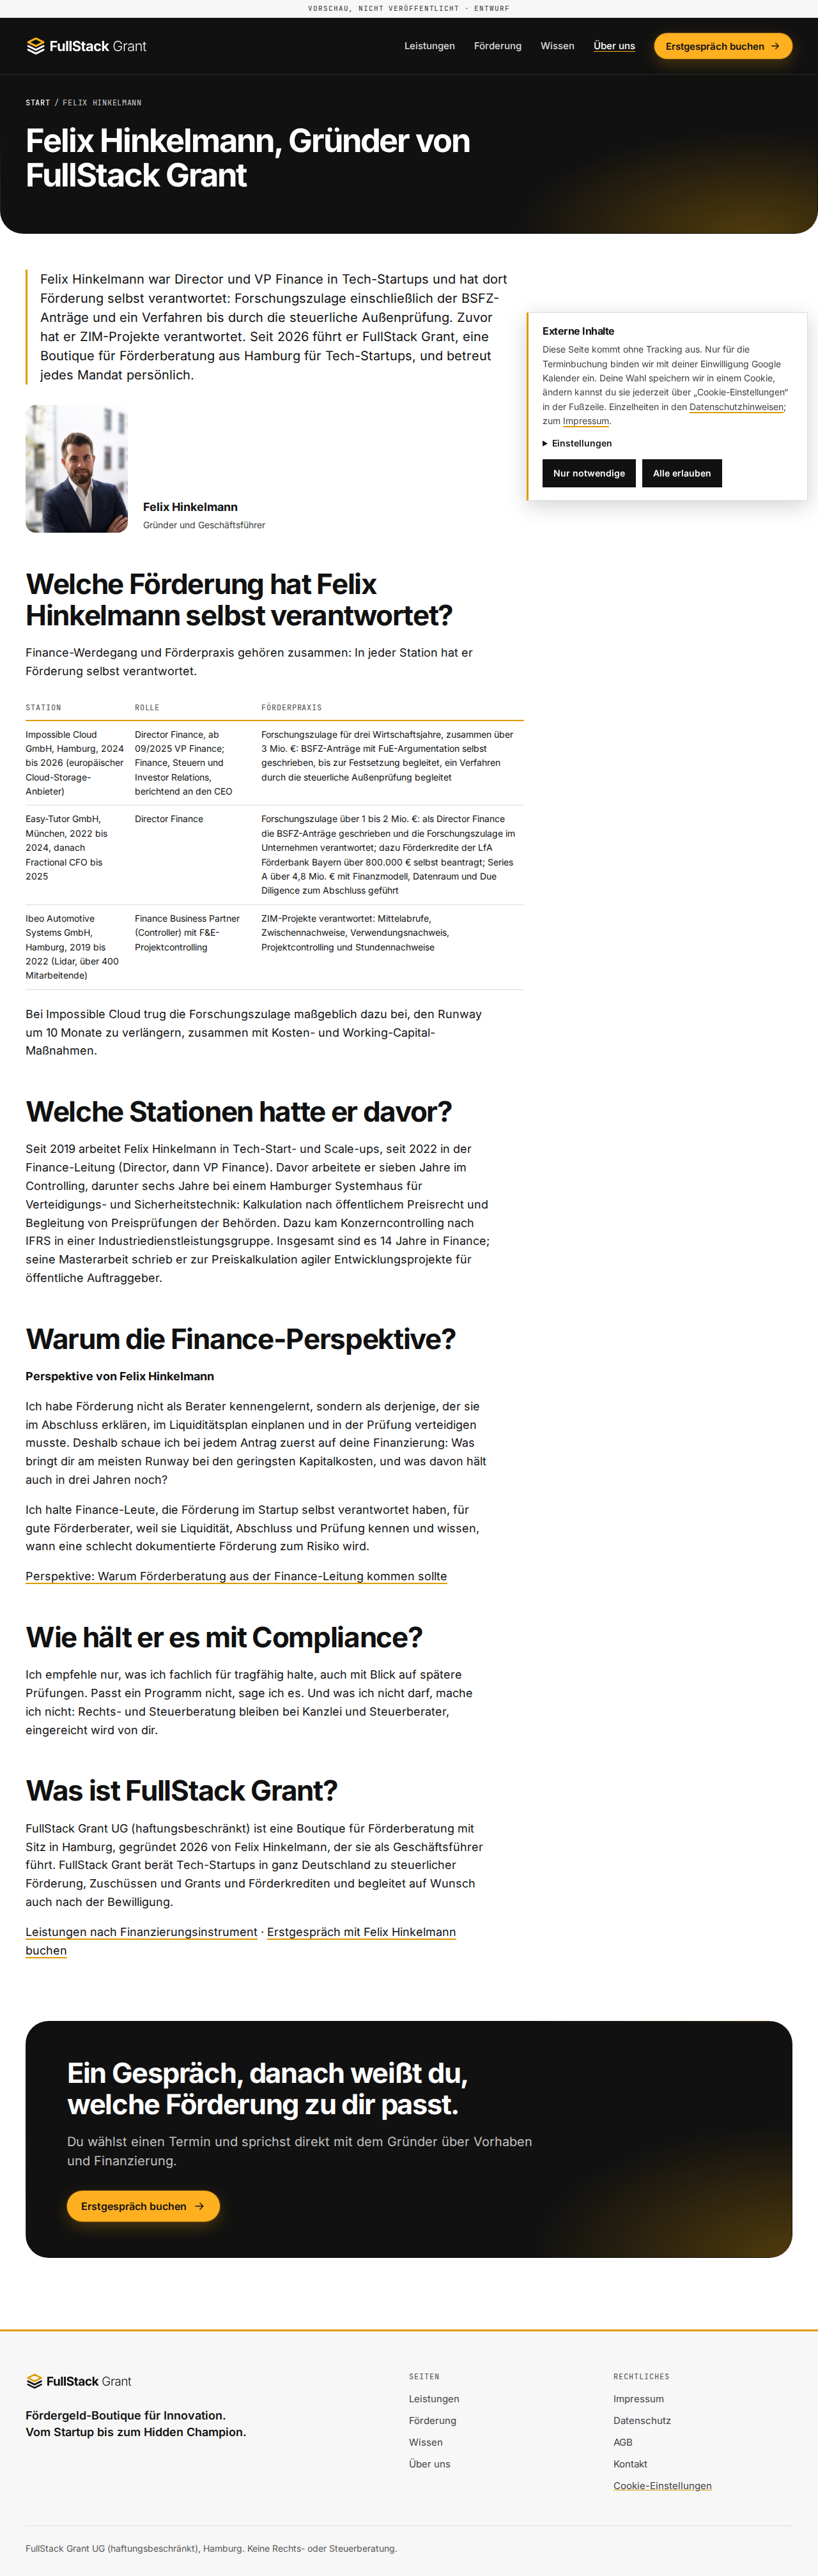 VORSCHAU, NICHT VERÖFFENTLICHT · ENTWURF
FullStack Grant
Leistungen
Förderung
Wissen
Über uns
Erstgespräch buchen →
START / FELIX HINKELMANN
Felix Hinkelmann, Gründer von
FullStack Grant
Felix Hinkelmann war Director und VP Finance in Tech-Startups und hat dort
Förderung selbst verantwortet: Forschungszulage einschließlich der BSFZ-
Anträge und ein Verfahren bis durch die steuerliche Außenprüfung. Zuvor
hat er ZIM-Projekte verantwortet. Seit 2026 führt er FullStack Grant, eine
Boutique für Förderberatung aus Hamburg für Tech-Startups, und betreut
jedes Mandat persönlich.
Externe Inhalte
Diese Seite kommt ohne Tracking aus. Nur für die
Terminbuchung binden wir mit deiner Einwilligung Google
Kalender ein. Deine Wahl speichern wir in einem Cookie,
ändern kannst du sie jederzeit über „Cookie-Einstellungen“
in der Fußzeile. Einzelheiten in den Datenschutzhinweisen;
zum Impressum.
Einstellungen
Nur notwendige
Alle erlauben
Felix Hinkelmann
Gründer und Geschäftsführer
Welche Förderung hat Felix
Hinkelmann selbst verantwortet?
Finance-Werdegang und Förderpraxis gehören zusammen: In jeder Station hat er
Förderung selbst verantwortet.
STATION
ROLLE
FÖRDERPRAXIS
Impossible Cloud
GmbH, Hamburg, 2024
bis 2026 (europäischer
Cloud-Storage-
Anbieter)
Director Finance, ab
09/2025 VP Finance;
Finance, Steuern und
Investor Relations,
berichtend an den CEO
Forschungszulage für drei Wirtschaftsjahre, zusammen über
3 Mio. €: BSFZ-Anträge mit FuE-Argumentation selbst
geschrieben, bis zur Festsetzung begleitet, ein Verfahren
durch die steuerliche Außenprüfung begleitet
Easy-Tutor GmbH,
München, 2022 bis
2024, danach
Fractional CFO bis
2025
Director Finance
Forschungszulage über 1 bis 2 Mio. €: als Director Finance
die BSFZ-Anträge geschrieben und die Forschungszulage im
Unternehmen verantwortet; dazu Förderkredite der LfA
Förderbank Bayern über 800.000 € selbst beantragt; Series
A über 4,8 Mio. € mit Finanzmodell, Datenraum und Due
Diligence zum Abschluss geführt
Ibeo Automotive
Systems GmbH,
Hamburg, 2019 bis
2022 (Lidar, über 400
Mitarbeitende)
Finance Business Partner
(Controller) mit F&E-
Projektcontrolling
ZIM-Projekte verantwortet: Mittelabrufe,
Zwischennachweise, Verwendungsnachweis,
Projektcontrolling und Stundennachweise
Bei Impossible Cloud trug die Forschungszulage maßgeblich dazu bei, den Runway
um 10 Monate zu verlängern, zusammen mit Kosten- und Working-Capital-
Maßnahmen.
Welche Stationen hatte er davor?
Seit 2019 arbeitet Felix Hinkelmann in Tech-Start- und Scale-ups, seit 2022 in der
Finance-Leitung (Director, dann VP Finance). Davor arbeitete er sieben Jahre im
Controlling, darunter sechs Jahre bei einem Hamburger Systemhaus für
Verteidigungs- und Sicherheitstechnik: Kalkulation nach öffentlichem Preisrecht und
Begleitung von Preisprüfungen der Behörden. Dazu kam Konzerncontrolling nach
IFRS in einer Industriedienstleistungsgruppe. Insgesamt sind es 14 Jahre in Finance;
seine Masterarbeit schrieb er zur Preiskalkulation agiler Entwicklungsprojekte für
öffentliche Auftraggeber.
Warum die Finance-Perspektive?
Perspektive von Felix Hinkelmann
Ich habe Förderung nicht als Berater kennengelernt, sondern als derjenige, der sie
im Abschluss erklären, im Liquiditätsplan einplanen und in der Prüfung verteidigen
musste. Deshalb schaue ich bei jedem Antrag zuerst auf deine Finanzierung: Was
bringt dir am meisten Runway bei den geringsten Kapitalkosten, und was davon hält
auch in drei Jahren noch?
Ich halte Finance-Leute, die Förderung im Startup selbst verantwortet haben, für
gute Förderberater, weil sie Liquidität, Abschluss und Prüfung kennen und wissen,
wann eine schlecht dokumentierte Förderung zum Risiko wird.
Perspektive: Warum Förderberatung aus der Finance-Leitung kommen sollte
Wie hält er es mit Compliance?
Ich empfehle nur, was ich fachlich für tragfähig halte, auch mit Blick auf spätere
Prüfungen. Passt ein Programm nicht, sage ich es. Und was ich nicht darf, mache
ich nicht: Rechts- und Steuerberatung bleiben bei Kanzlei und Steuerberater,
eingereicht wird von dir.
Was ist FullStack Grant?
FullStack Grant UG (haftungsbeschränkt) ist eine Boutique für Förderberatung mit
Sitz in Hamburg, gegründet 2026 von Felix Hinkelmann, der sie als Geschäftsführer
führt. FullStack Grant berät Tech-Startups in ganz Deutschland zu steuerlicher
Förderung, Zuschüssen und Grants und Förderkrediten und begleitet auf Wunsch
auch nach der Bewilligung.
Leistungen nach Finanzierungsinstrument · Erstgespräch mit Felix Hinkelmann
buchen
Ein Gespräch, danach weißt du,
welche Förderung zu dir passt.
Du wählst einen Termin und sprichst direkt mit dem Gründer über Vorhaben
und Finanzierung.
Erstgespräch buchen →
FullStack Grant
Fördergeld-Boutique für Innovation.
Vom Startup bis zum Hidden Champion.
SEITEN
Leistungen
Förderung
Wissen
Über uns
RECHTLICHES
Impressum
Datenschutz
AGB
Kontakt
Cookie-Einstellungen
FullStack Grant UG (haftungsbeschränkt), Hamburg. Keine Rechts- oder Steuerberatung.